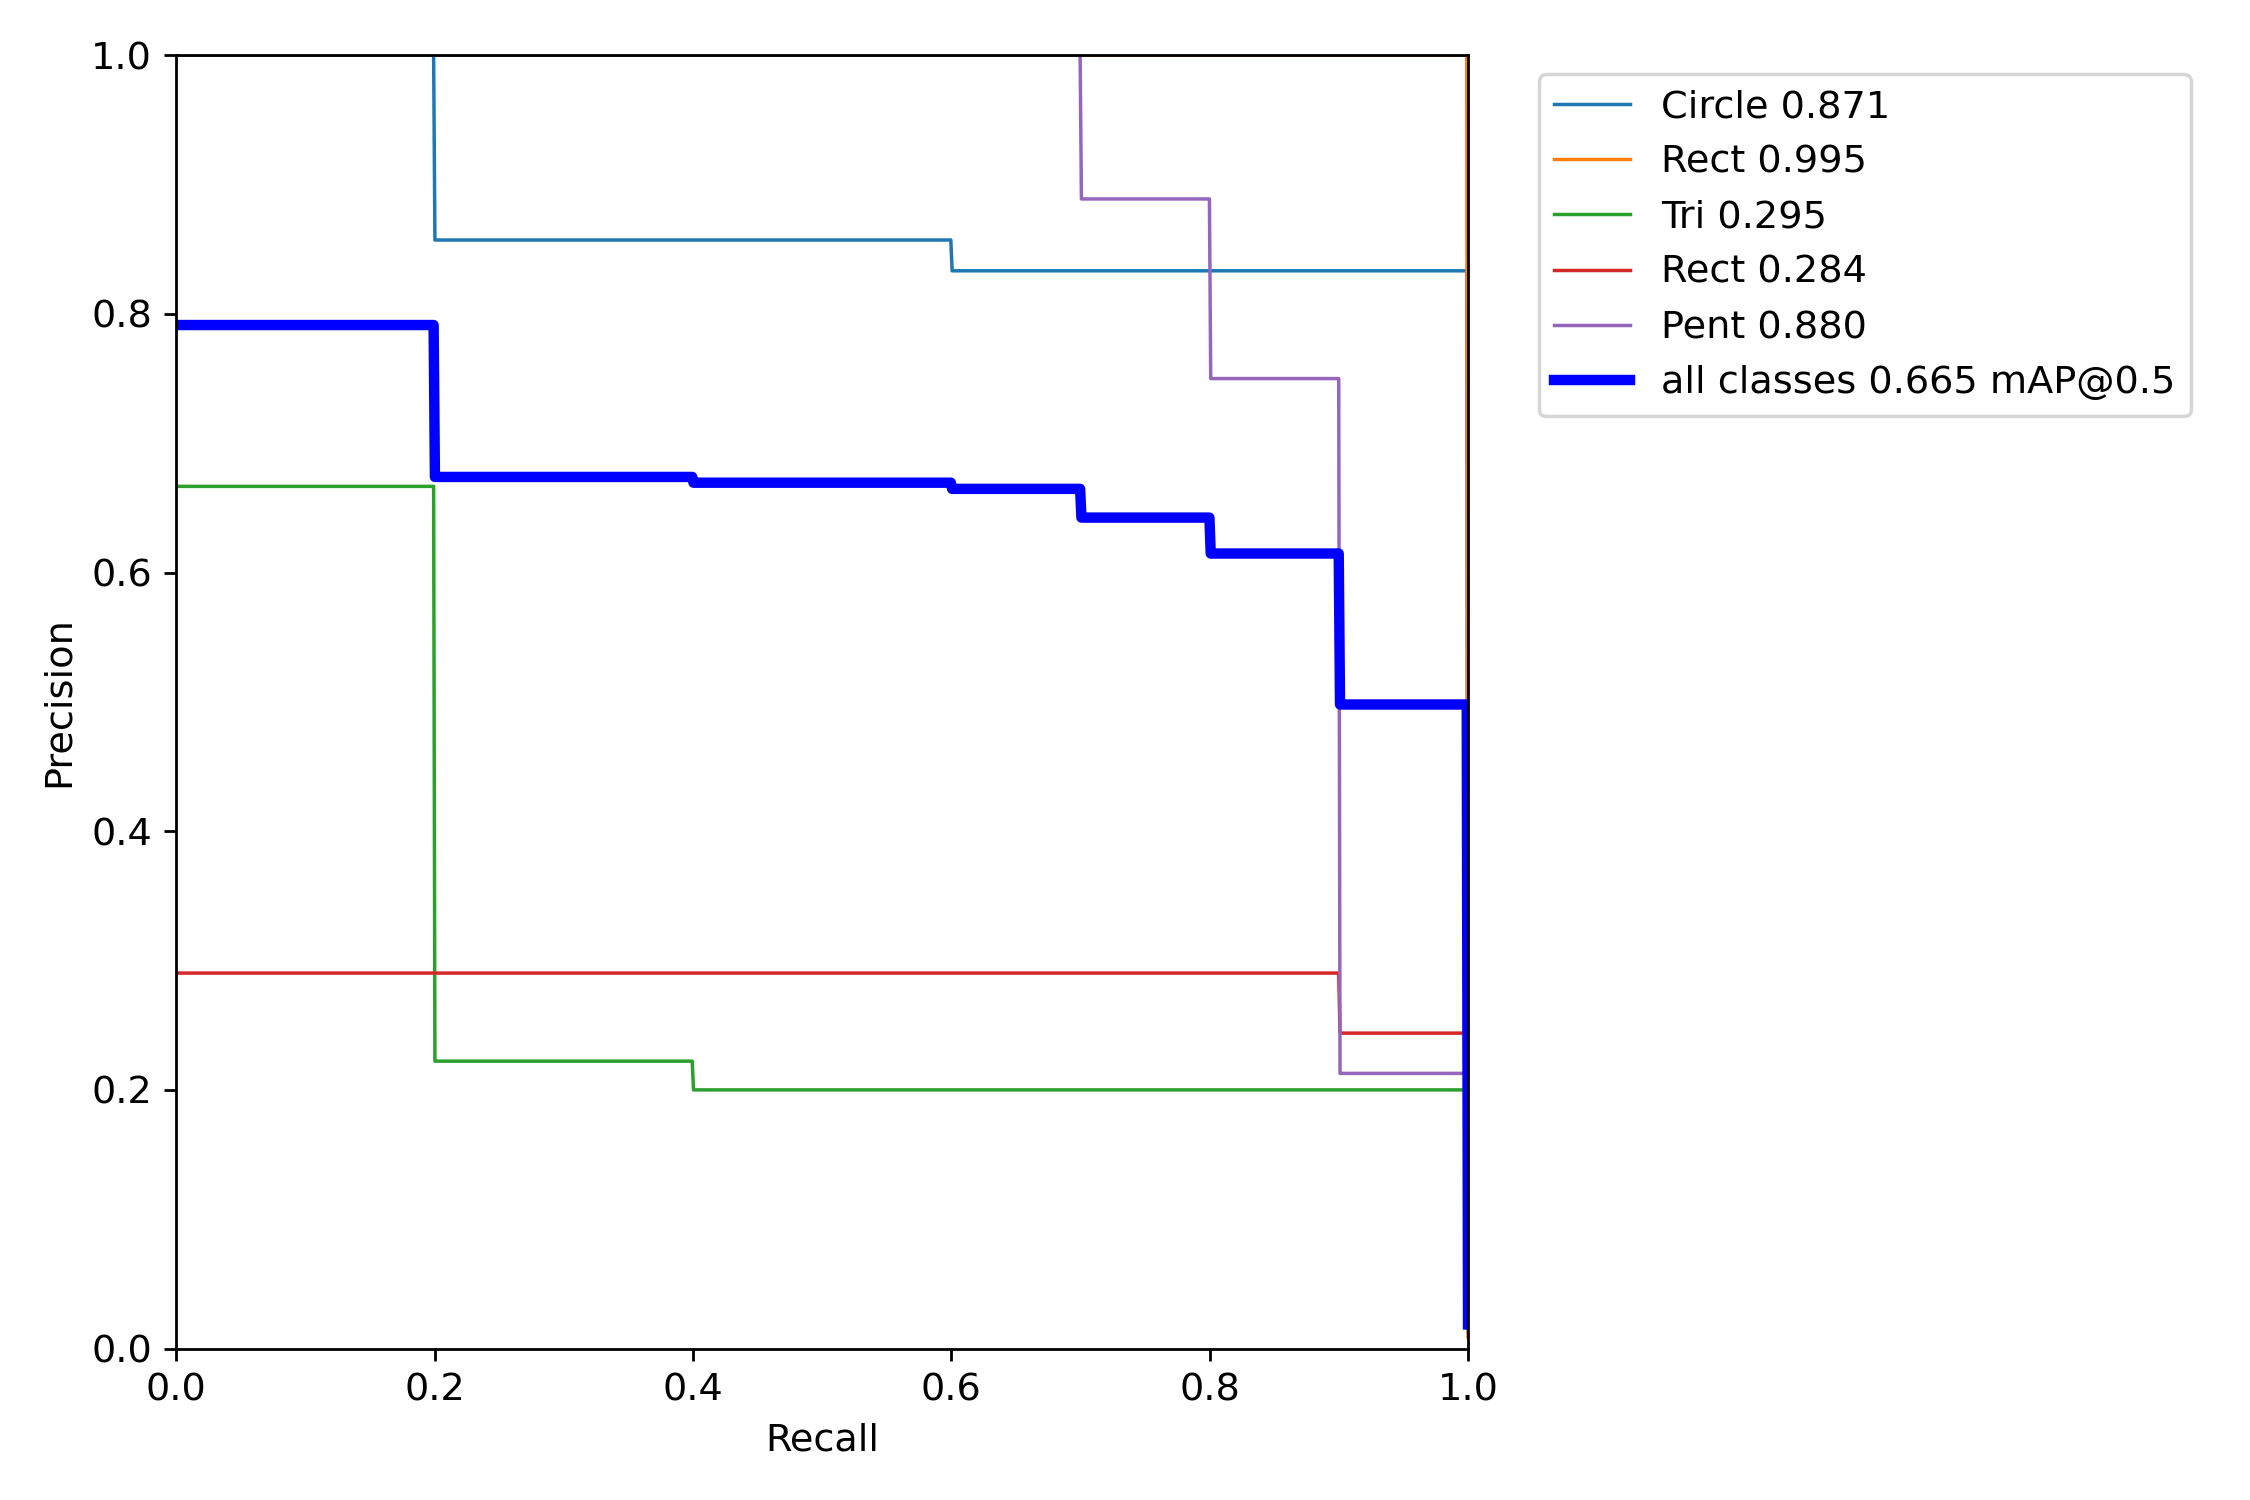 1.0
0.8
0.6
0.4
0.2
0.0
0.0 0.2 0.4 0.6 0.8 1.0
Precision
Recall
Circle 0.871
Rect 0.995
Tri 0.295
Rect 0.284
Pent 0.880
all classes 0.665 mAP@0.5